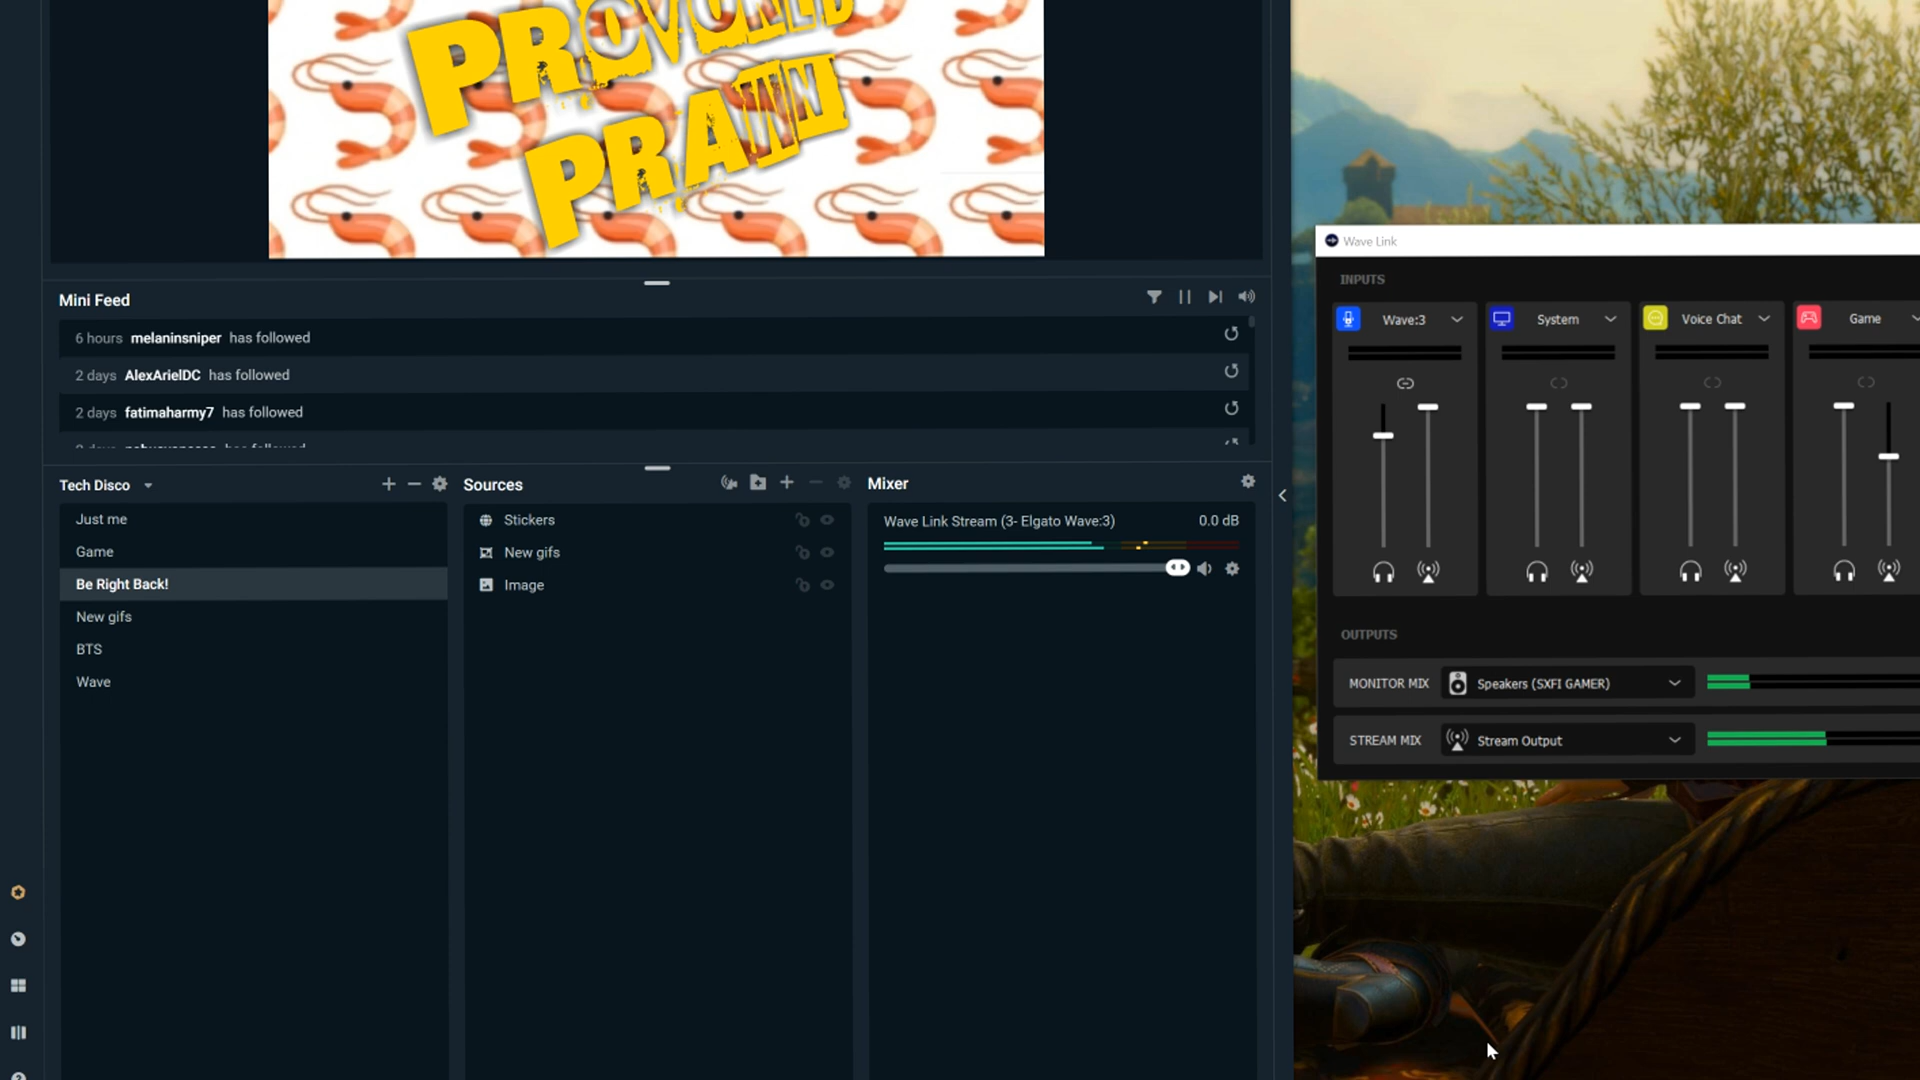 PROVOKED
PRAWN
Mini Feed
6 hours melaninsniper has followed
2 days AlexArielDC has followed
2 days fatimaharmy7 has followed
has followed
Tech Disco
Just me
Game
Be Right Back!
New gifs
BTS
Wave
Sources
Stickers
New gifs
Image
Mixer
Wave Link Stream (3- Elgato Wave:3) 0.0 dB
Wave Link
INPUTS
Wave:3
System
Voice Chat
Game
OUTPUTS
MONITOR MIX Speakers (SXFI GAMER)
STREAM MIX Stream Output